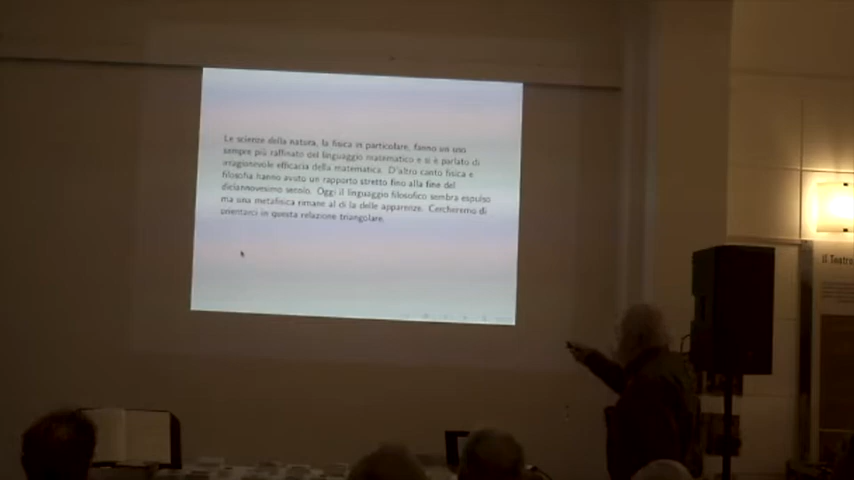 Le scienze della natura, la fisica in particolare, fanno un uso
sempre più raffinato del linguaggio matematico e si è parlato di
irragionevole efficacia della matematica. D'altro canto fisica e
filosofia hanno avuto un rapporto stretto fino alla fine del
diciannovesimo secolo. Oggi il linguaggio filosofico sembra espulso
ma una metafisica rimane al di la delle apparenze. Cercheremo di
orientarci in questa relazione triangolare.
Il Teatro